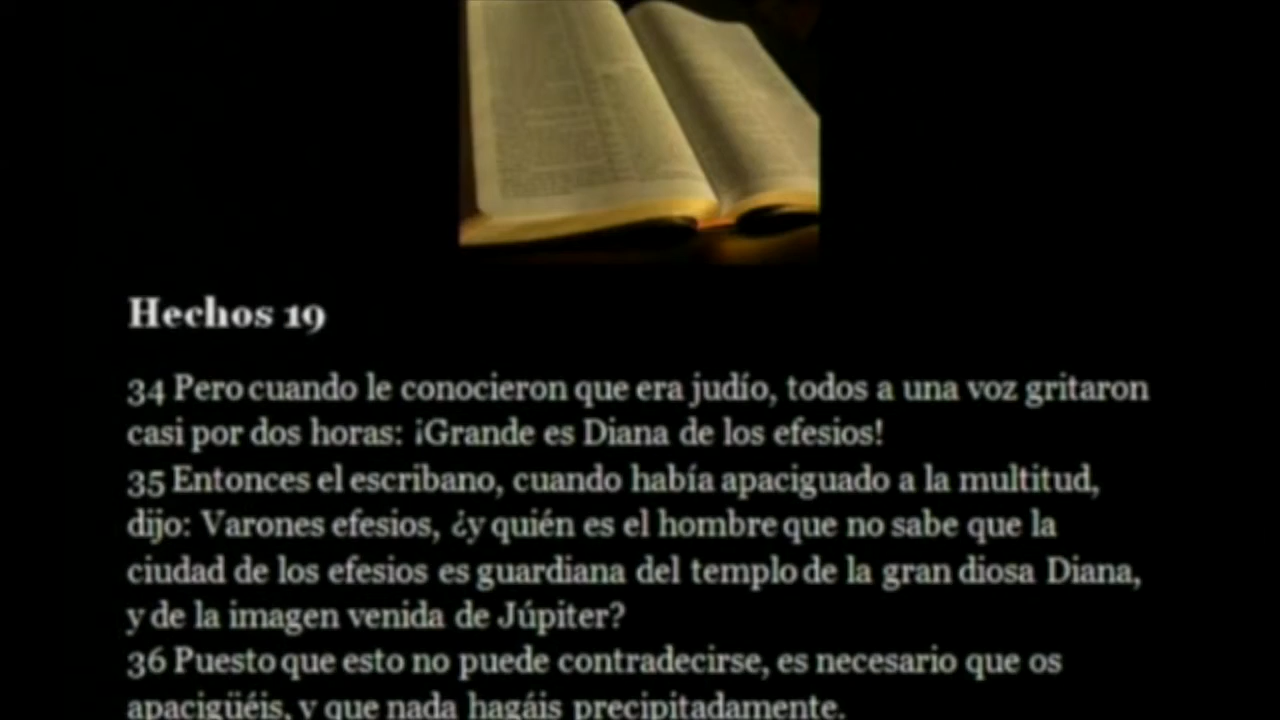 Hechos 19
34 Pero cuando le conocieron que era judío, todos a una voz gritaron
casi por dos horas: ¡Grande es Diana de los efesios!
35 Entonces el escribano, cuando había apaciguado a la multitud,
dijo: Varones efesios, ¿y quién es el hombre que no sabe que la
ciudad de los efesios es guardiana del templo de la gran diosa Diana,
y de la imagen venida de Júpiter?
36 Puesto que esto no puede contradecirse, es necesario que os
apacigüéis, y que nada hagáis precipitadamente.